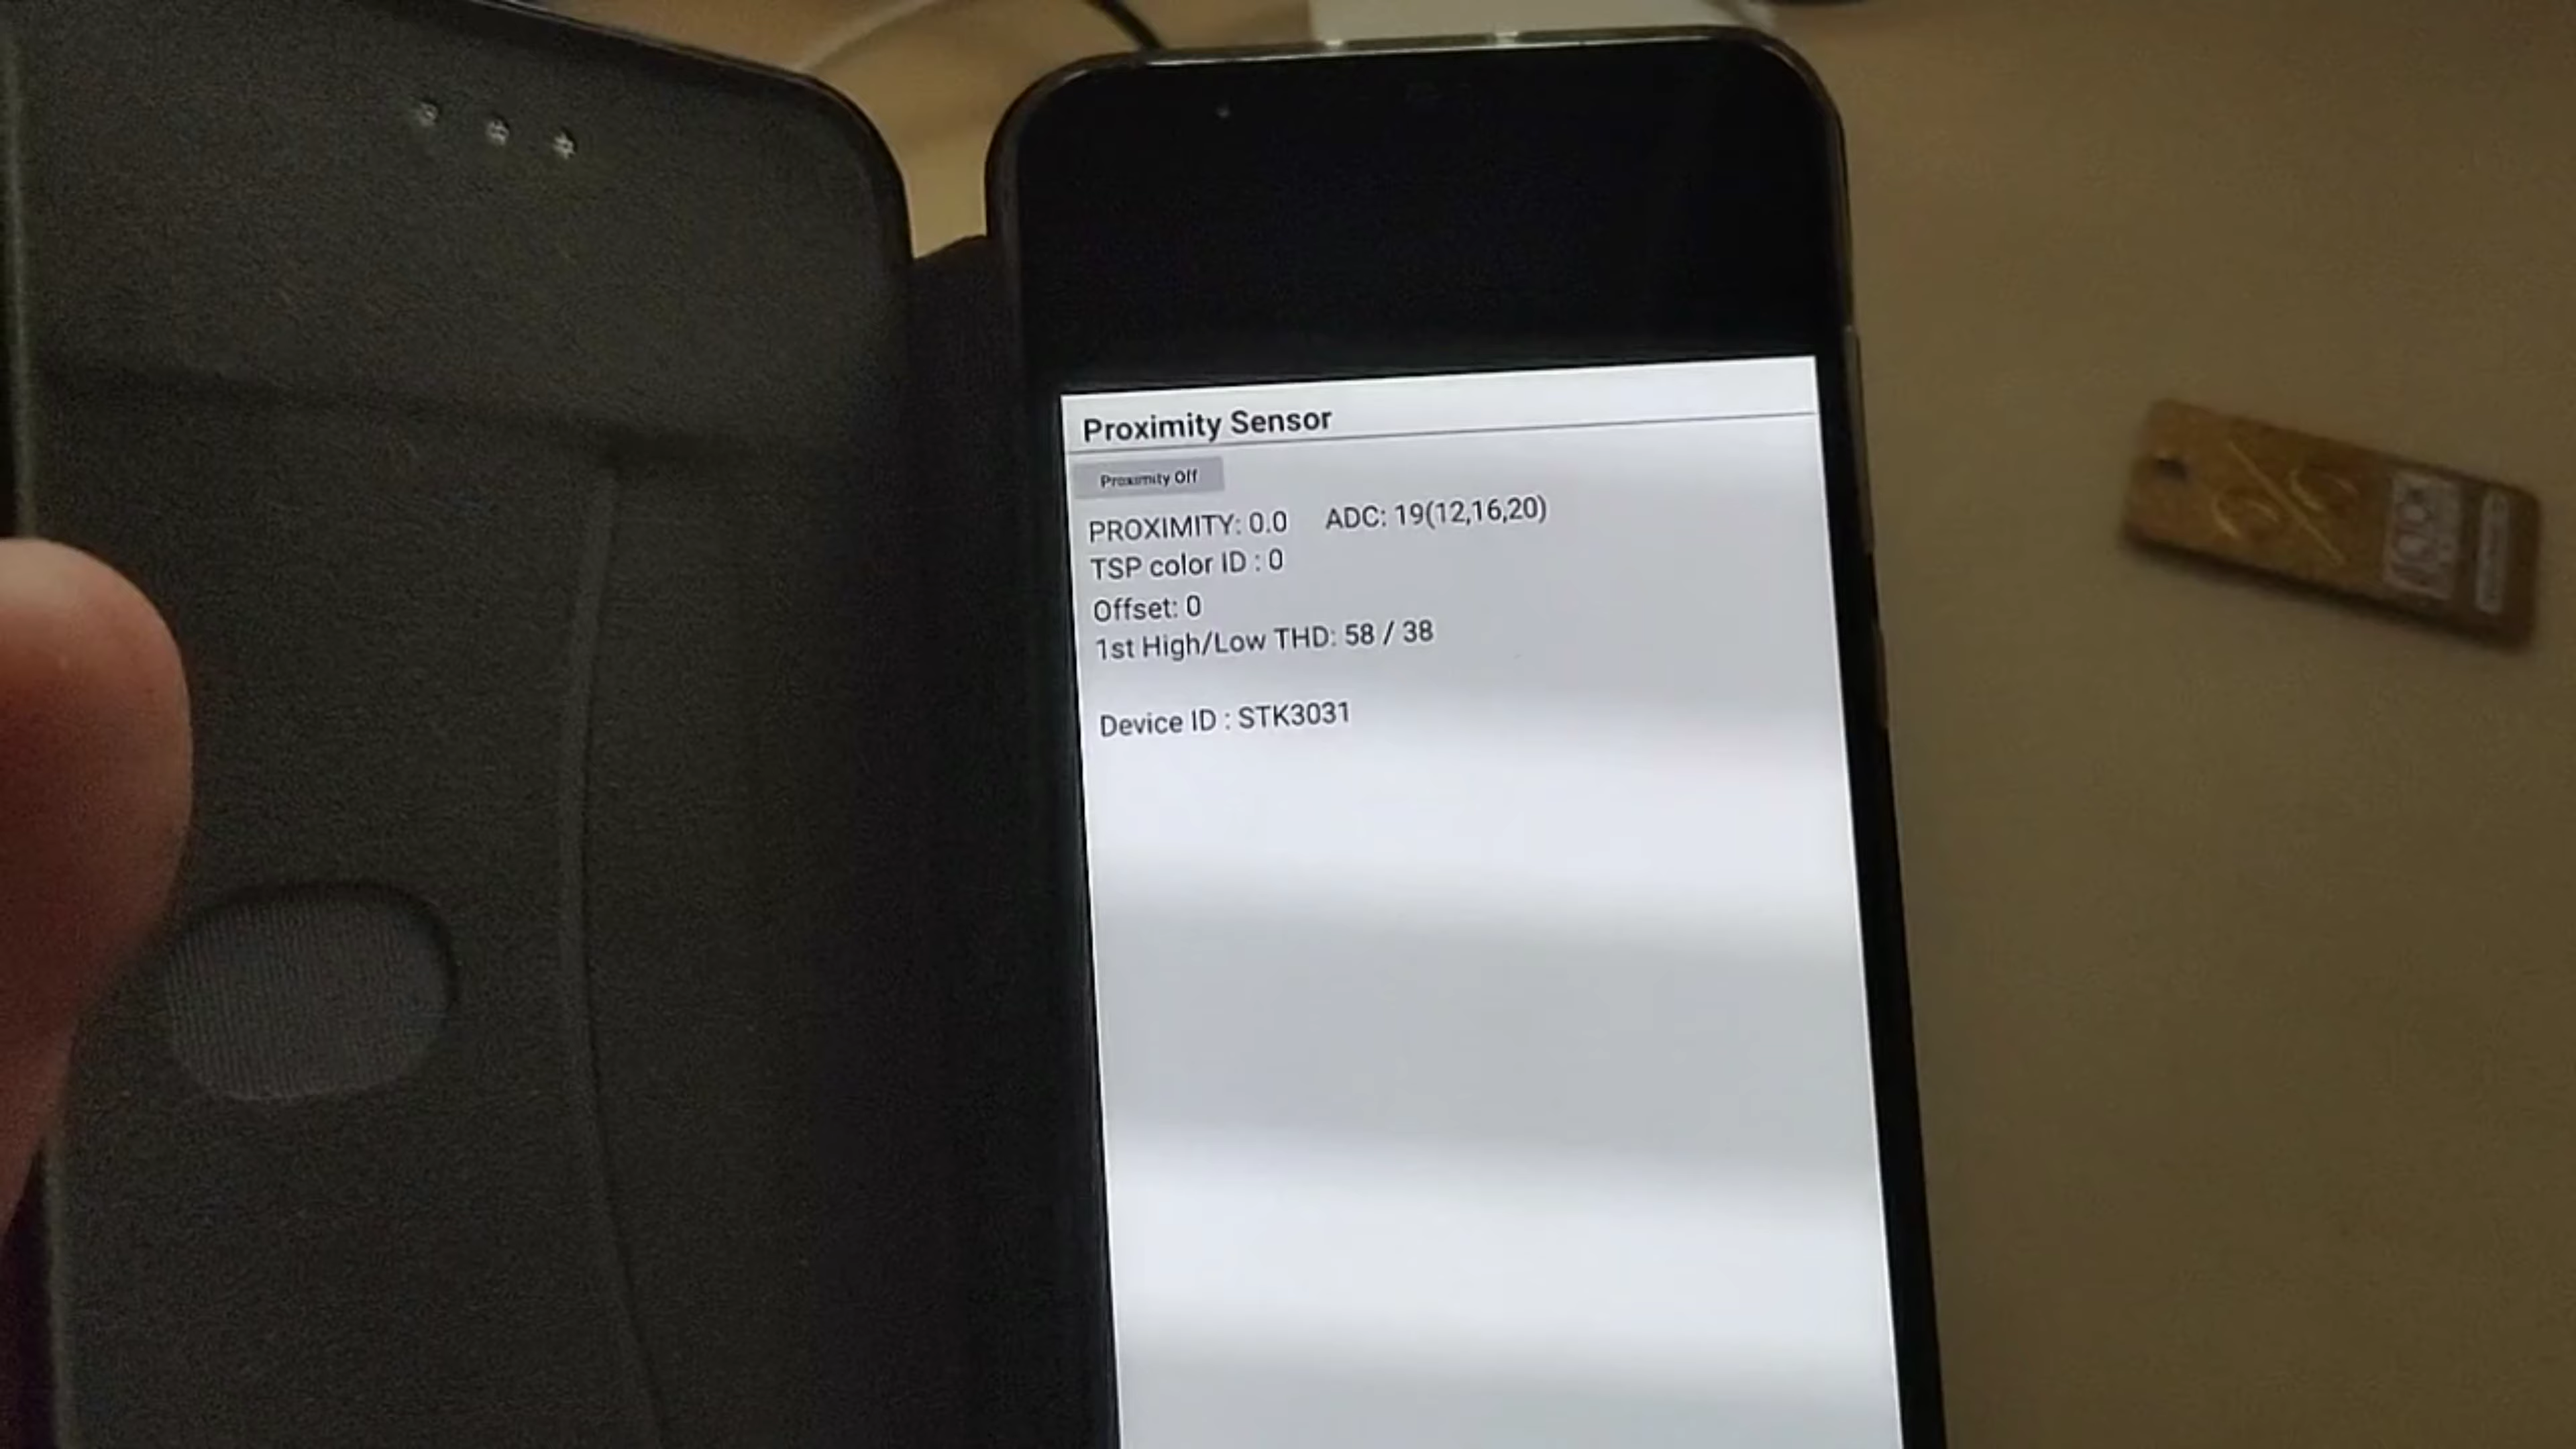 Proximity Sensor
Proximity Off
PROXIMITY: 0.0 ADC: 19(12,16,20)
TSP color ID : 0
Offset: 0
1st High/Low THD: 58 / 38
Device ID : STK3031